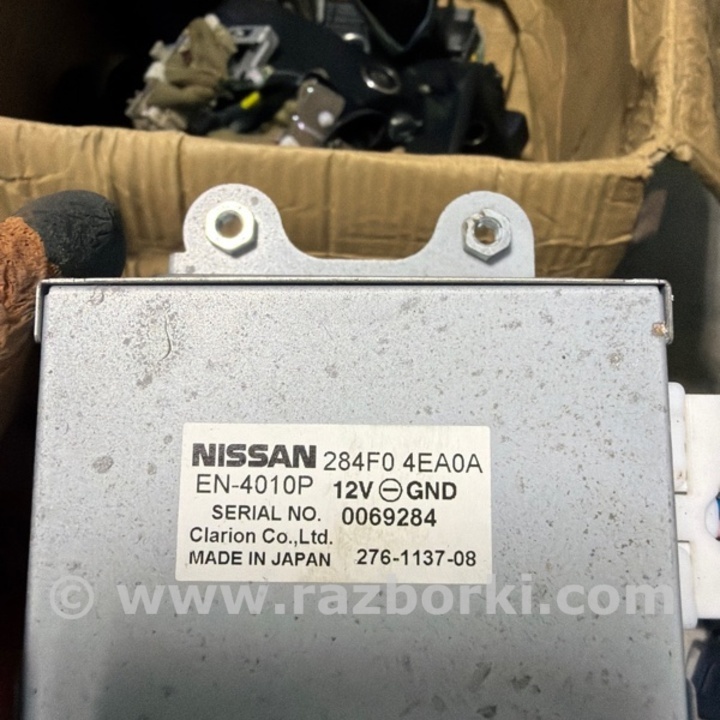 NISSAN 284F0 4EA0A
EN-4010P 12V ⊖ GND
SERIAL NO. 0069284
Clarion Co.,Ltd.
MADE IN JAPAN 276-1137-08
© www.razborki.com